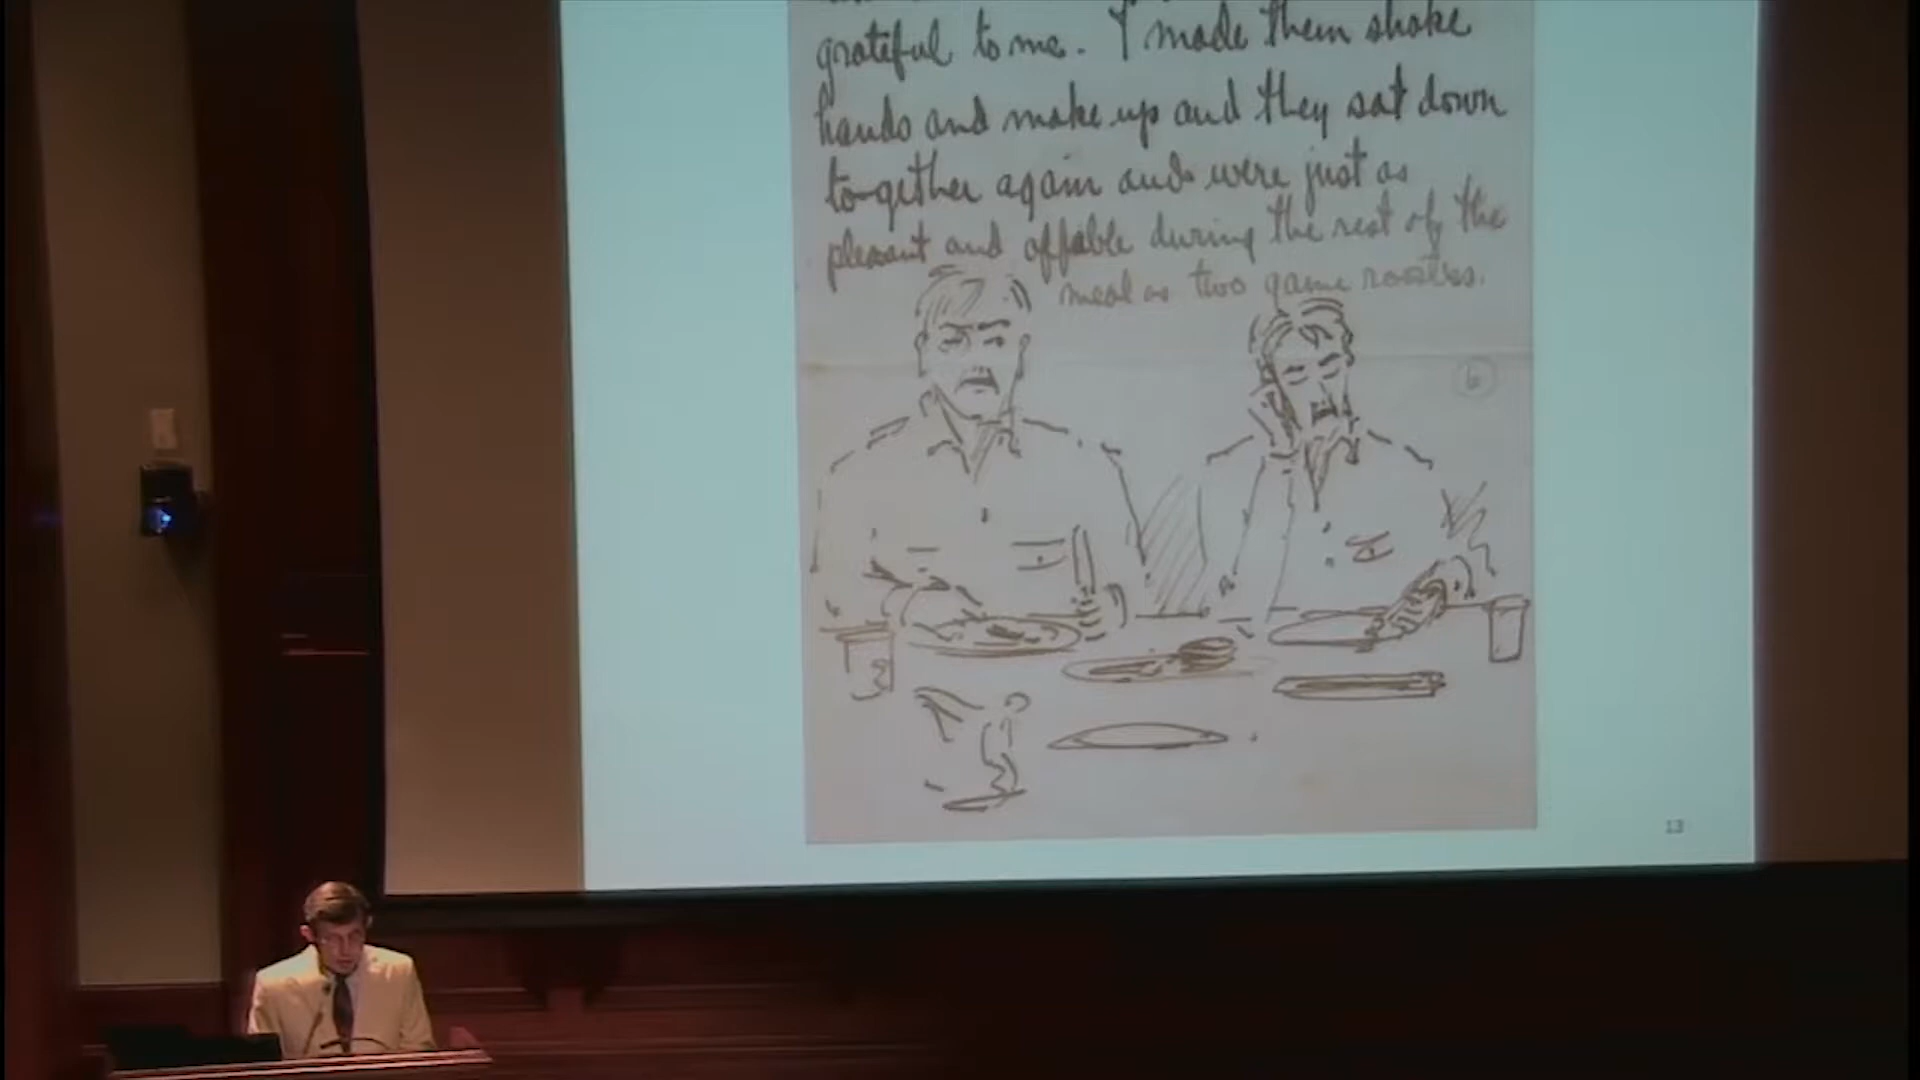 grateful to me. I made them shake
hands and make up and they sat down
together again and were just as
pleasant and affable during the rest of the
meal as two game roosters.
6
13